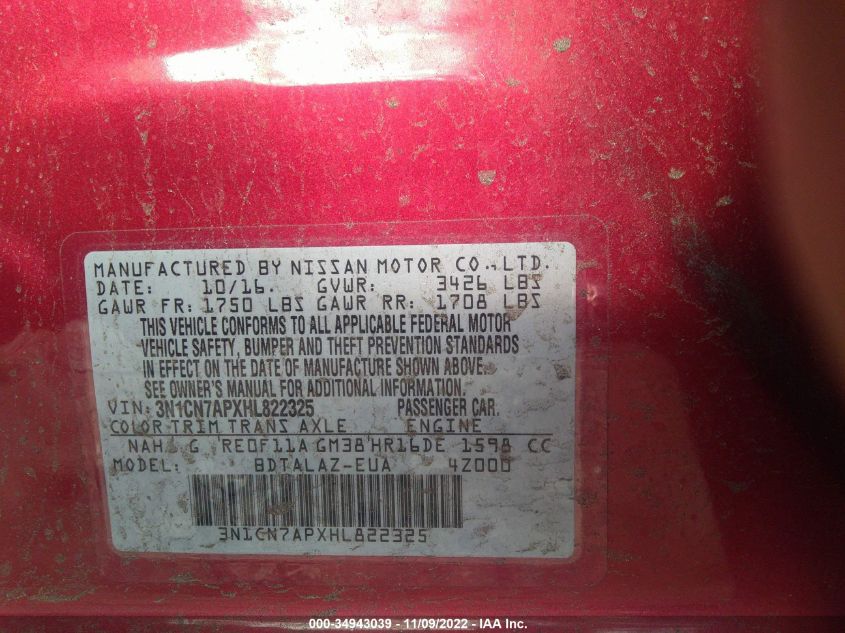 MANUFACTURED BY NISSAN MOTOR CO., LTD.
DATE: 10/16. GVWR: 3426 LBS
GAWR FR: 1750 LBS GAWR RR: 1708 LBS
THIS VEHICLE CONFORMS TO ALL APPLICABLE FEDERAL MOTOR
VEHICLE SAFETY, BUMPER AND THEFT PREVENTION STANDARDS
IN EFFECT ON THE DATE OF MANUFACTURE SHOWN ABOVE.
SEE OWNER'S MANUAL FOR ADDITIONAL INFORMATION.
VIN: 3N1CN7APXHL822325 PASSENGER CAR.
COLOR TRIM TRANS AXLE ENGINE
NAH G RE0F11A GM38 HR16DE 1598 CC
MODEL: BDTALAZ-EUA 4Z000
3N1CN7APXHL822325
000-34943039 - 11/09/2022 - IAA Inc.